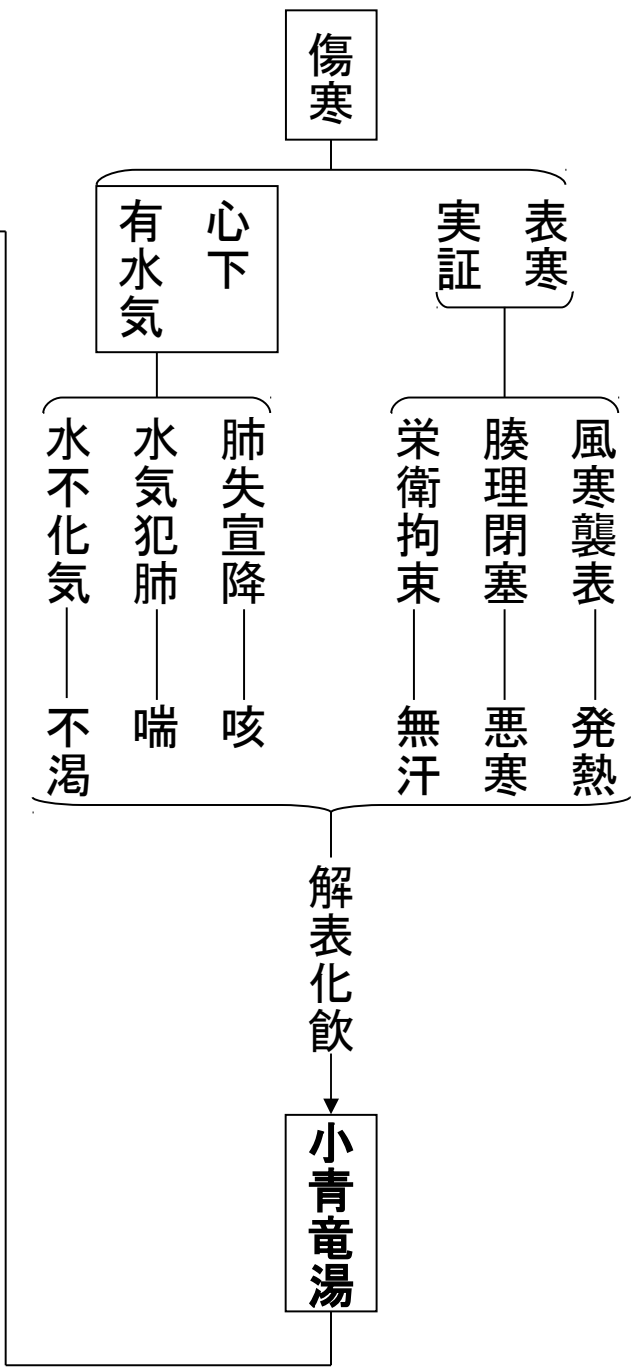 傷寒
表寒
実証
心下
有水気
風寒襲表
発熱
腠理閉塞
悪寒
栄衛拘束
無汗
肺失宣降
咳
水気犯肺
喘
水不化気
不渇
解表化飲
小青竜湯